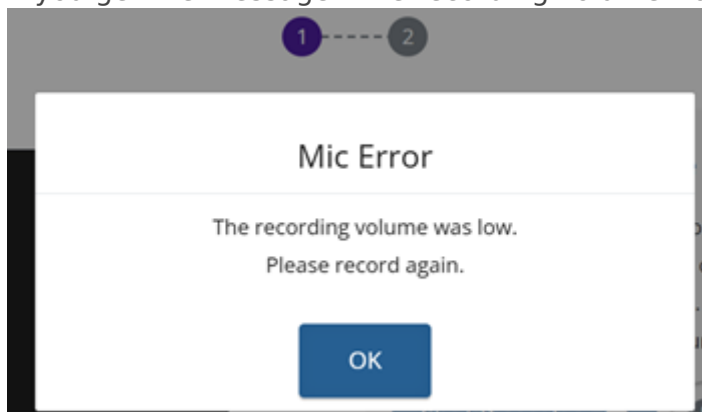 1 2
Mic Error
The recording volume was low.
Please record again.
OK